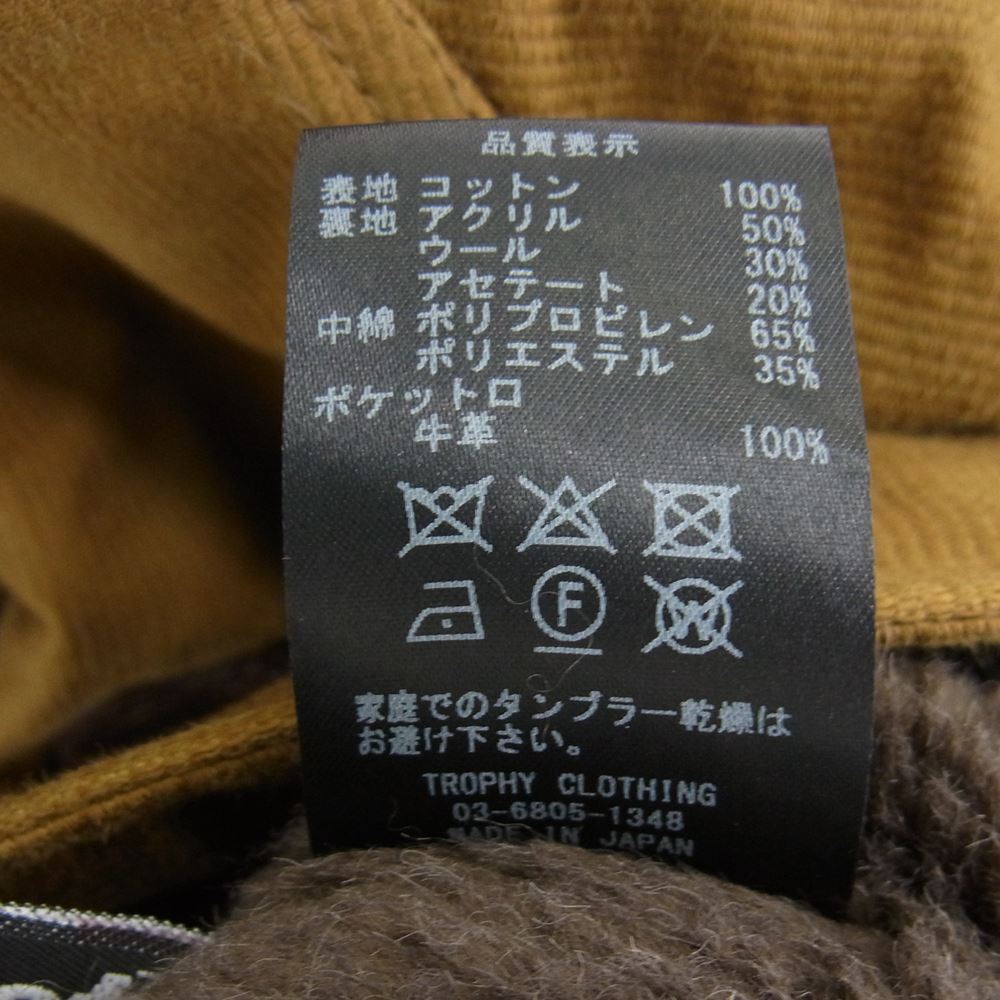 品質表示
表地 コットン 100%
裏地 アクリル 50%
ウール 30%
アセテート 20%
中綿 ポリプロピレン 65%
ポリエステル 35%
ポケット口
牛革 100%
F
W
家庭でのタンブラー乾燥は
お避け下さい。
TROPHY CLOTHING
03-6805-1348
MADE IN JAPAN